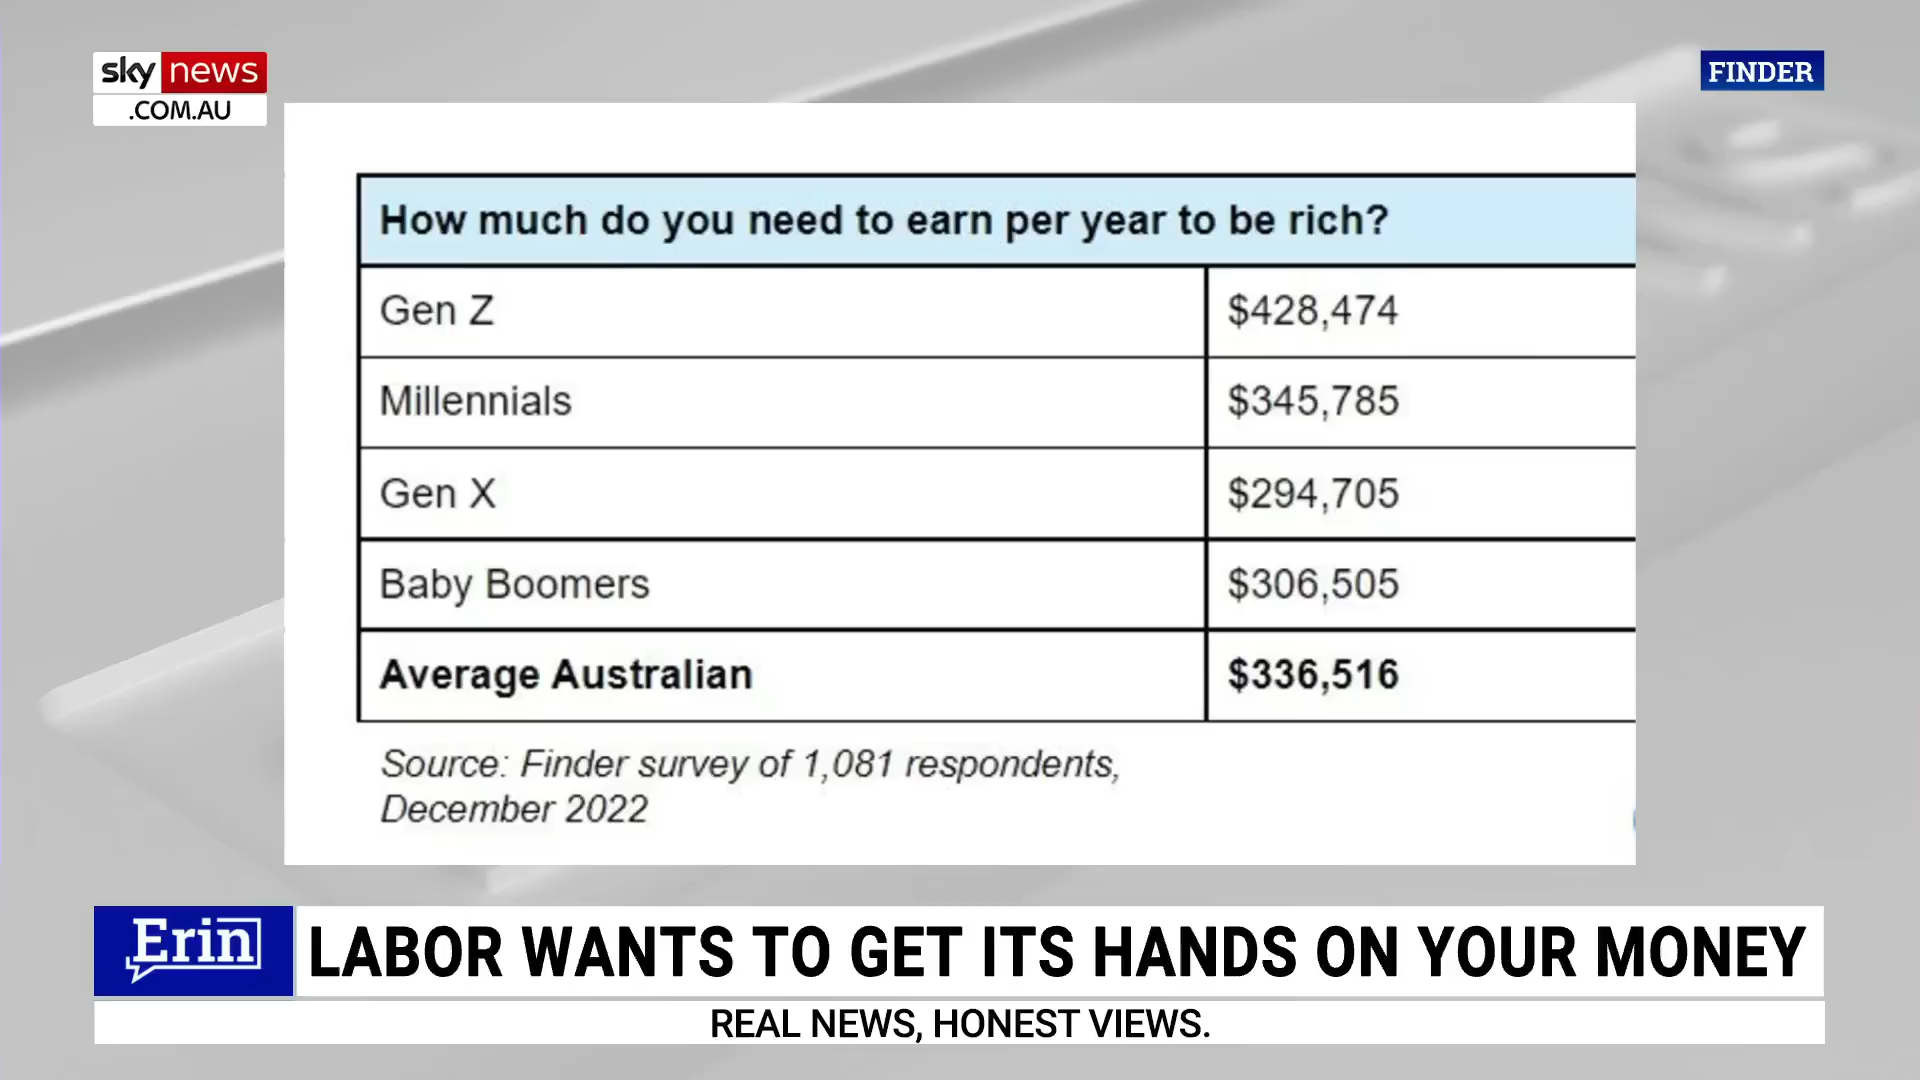 sky news
.COM.AU
FINDER
How much do you need to earn per year to be rich?
Gen Z $428,474
Millennials $345,785
Gen X $294,705
Baby Boomers $306,505
Average Australian $336,516
Source: Finder survey of 1,081 respondents,
December 2022
Erin
LABOR WANTS TO GET ITS HANDS ON YOUR MONEY
REAL NEWS, HONEST VIEWS.